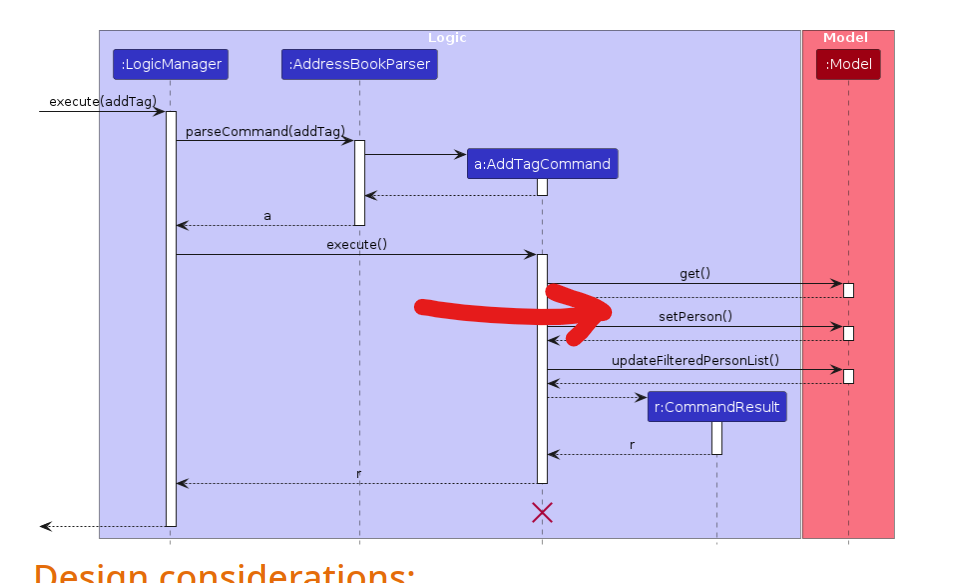 Logic
Model
:LogicManager
:AddressBookParser
:Model
execute(addTag)
parseCommand(addTag)
a:AddTagCommand
a
execute()
get()
setPerson()
updateFilteredPersonList()
r:CommandResult
r
r
Design considerations: